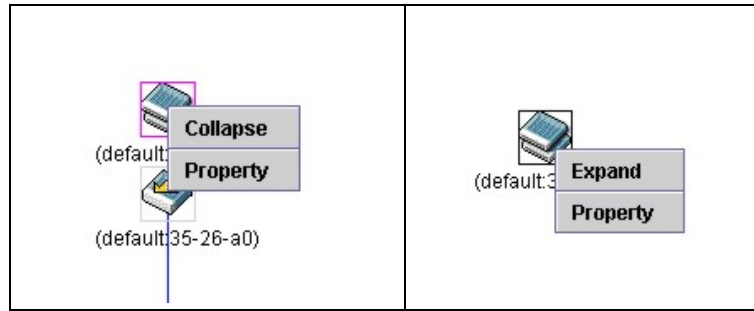 Collapse
(default:
Property
(default:35-26-a0)
Expand
(default:3
Property